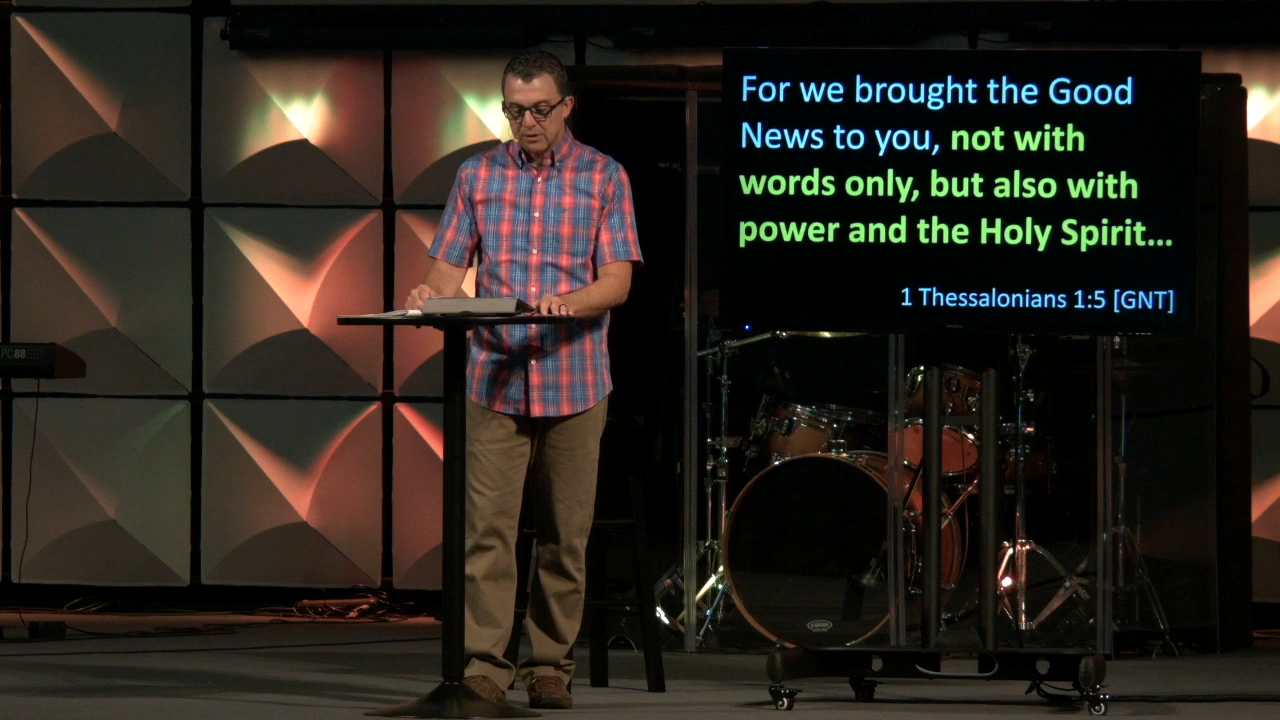 For we brought the Good
News to you, not with
words only, but also with
power and the Holy Spirit...
1 Thessalonians 1:5 [GNT]
PC88